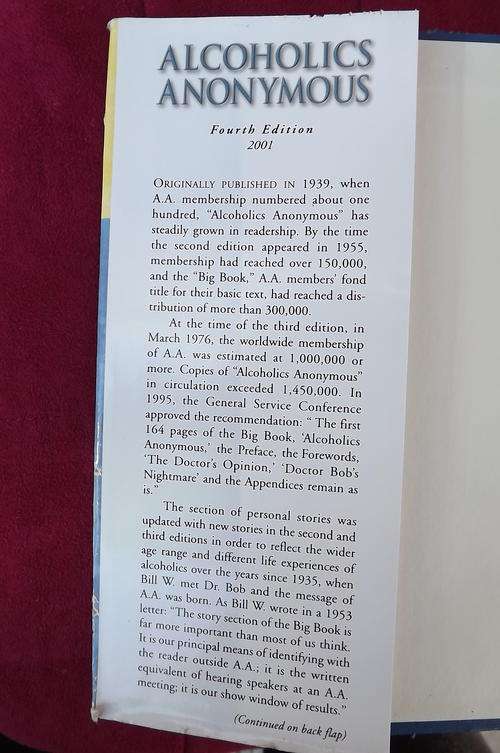 ALCOHOLICS
ANONYMOUS
Fourth Edition
2001
ORIGINALLY PUBLISHED IN 1939, when
A.A. membership numbered about one
hundred, “Alcoholics Anonymous” has
steadily grown in readership. By the time
the second edition appeared in 1955,
membership had reached over 150,000,
and the “Big Book,” A.A. members’ fond
title for their basic text, had reached a dis-
tribution of more than 300,000.
At the time of the third edition, in
March 1976, the worldwide membership
of A.A. was estimated at 1,000,000 or
more. Copies of “Alcoholics Anonymous”
in circulation exceeded 1,450,000. In
1995, the General Service Conference
approved the recommendation: “ The first
164 pages of the Big Book, ‘Alcoholics
Anonymous,’ the Preface, the Forewords,
‘The Doctor’s Opinion,’ ‘Doctor Bob’s
Nightmare’ and the Appendices remain as
is.”
The section of personal stories was
updated with new stories in the second and
third editions in order to reflect the wider
age range and different life experiences of
alcoholics over the years since 1935, when
Bill W. met Dr. Bob and the message of
A.A. was born. As Bill W. wrote in a 1953
letter: “The story section of the Big Book is
far more important than most of us think.
It is our principal means of identifying with
the reader outside A.A.; it is the written
equivalent of hearing speakers at an A.A.
meeting; it is our show window of results.”
(Continued on back flap)